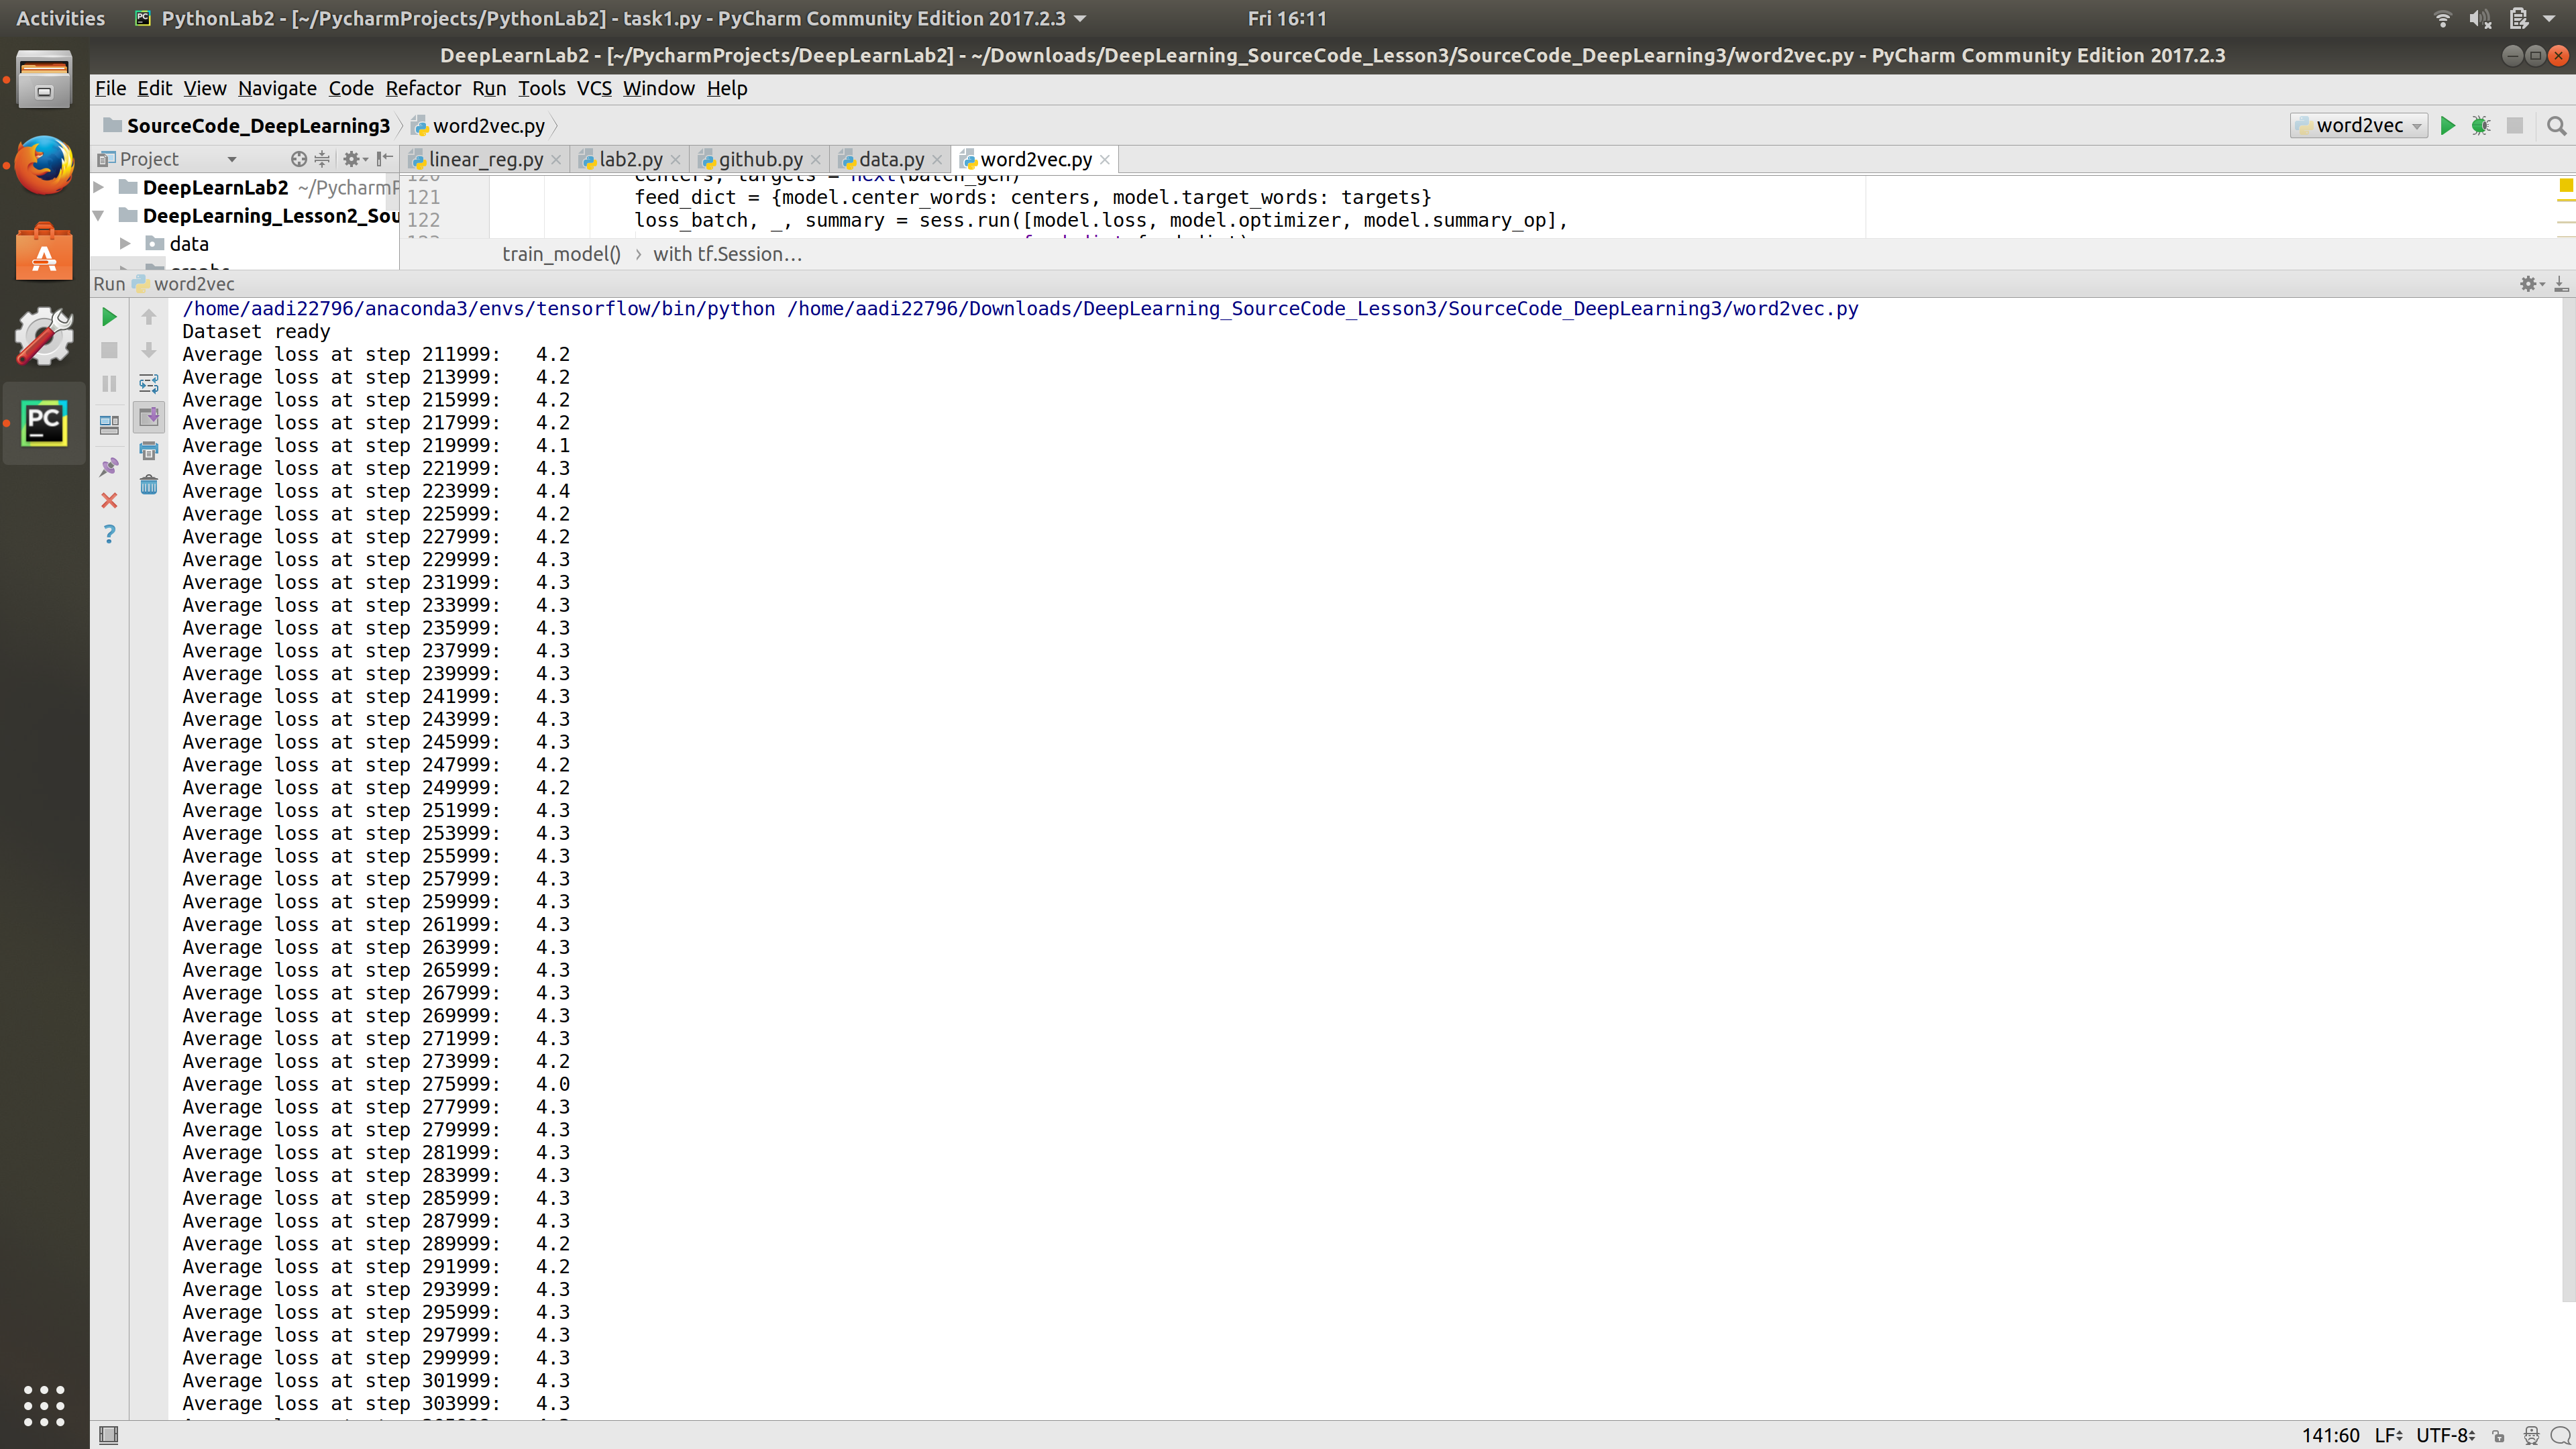 Activities PythonLab2 - [~/PycharmProjects/PythonLab2] - task1.py - PyCharm Community Edition 2017.2.3 Fri 16:11
DeepLearnLab2 - [~/PycharmProjects/DeepLearnLab2] - ~/Downloads/DeepLearning_SourceCode_Lesson3/SourceCode_DeepLearning3/word2vec.py - PyCharm Community Edition 2017.2.3
File Edit View Navigate Code Refactor Run Tools VCS Window Help
SourceCode_DeepLearning3 word2vec.py word2vec
Project linear_reg.py lab2.py github.py data.py word2vec.py
120 centers, targets = next(batch_gen)
DeepLearnLab2 ~/PycharmP
121 feed_dict = {model.center_words: centers, model.target_words: targets}
DeepLearning_Lesson2_Sou
122 loss_batch, _, summary = sess.run([model.loss, model.optimizer, model.summary_op],
data
train_model() › with tf.Session...
Run word2vec
/home/aadi22796/anaconda3/envs/tensorflow/bin/python /home/aadi22796/Downloads/DeepLearning_SourceCode_Lesson3/SourceCode_DeepLearning3/word2vec.py
Dataset ready
Average loss at step 211999: 4.2
Average loss at step 213999: 4.2
Average loss at step 215999: 4.2
Average loss at step 217999: 4.2
Average loss at step 219999: 4.1
Average loss at step 221999: 4.3
Average loss at step 223999: 4.4
Average loss at step 225999: 4.2
Average loss at step 227999: 4.2
Average loss at step 229999: 4.3
Average loss at step 231999: 4.3
Average loss at step 233999: 4.3
Average loss at step 235999: 4.3
Average loss at step 237999: 4.3
Average loss at step 239999: 4.3
Average loss at step 241999: 4.3
Average loss at step 243999: 4.3
Average loss at step 245999: 4.3
Average loss at step 247999: 4.2
Average loss at step 249999: 4.2
Average loss at step 251999: 4.3
Average loss at step 253999: 4.3
Average loss at step 255999: 4.3
Average loss at step 257999: 4.3
Average loss at step 259999: 4.3
Average loss at step 261999: 4.3
Average loss at step 263999: 4.3
Average loss at step 265999: 4.3
Average loss at step 267999: 4.3
Average loss at step 269999: 4.3
Average loss at step 271999: 4.3
Average loss at step 273999: 4.2
Average loss at step 275999: 4.0
Average loss at step 277999: 4.3
Average loss at step 279999: 4.3
Average loss at step 281999: 4.3
Average loss at step 283999: 4.3
Average loss at step 285999: 4.3
Average loss at step 287999: 4.3
Average loss at step 289999: 4.2
Average loss at step 291999: 4.2
Average loss at step 293999: 4.3
Average loss at step 295999: 4.3
Average loss at step 297999: 4.3
Average loss at step 299999: 4.3
Average loss at step 301999: 4.3
Average loss at step 303999: 4.3
141:60 LF UTF-8